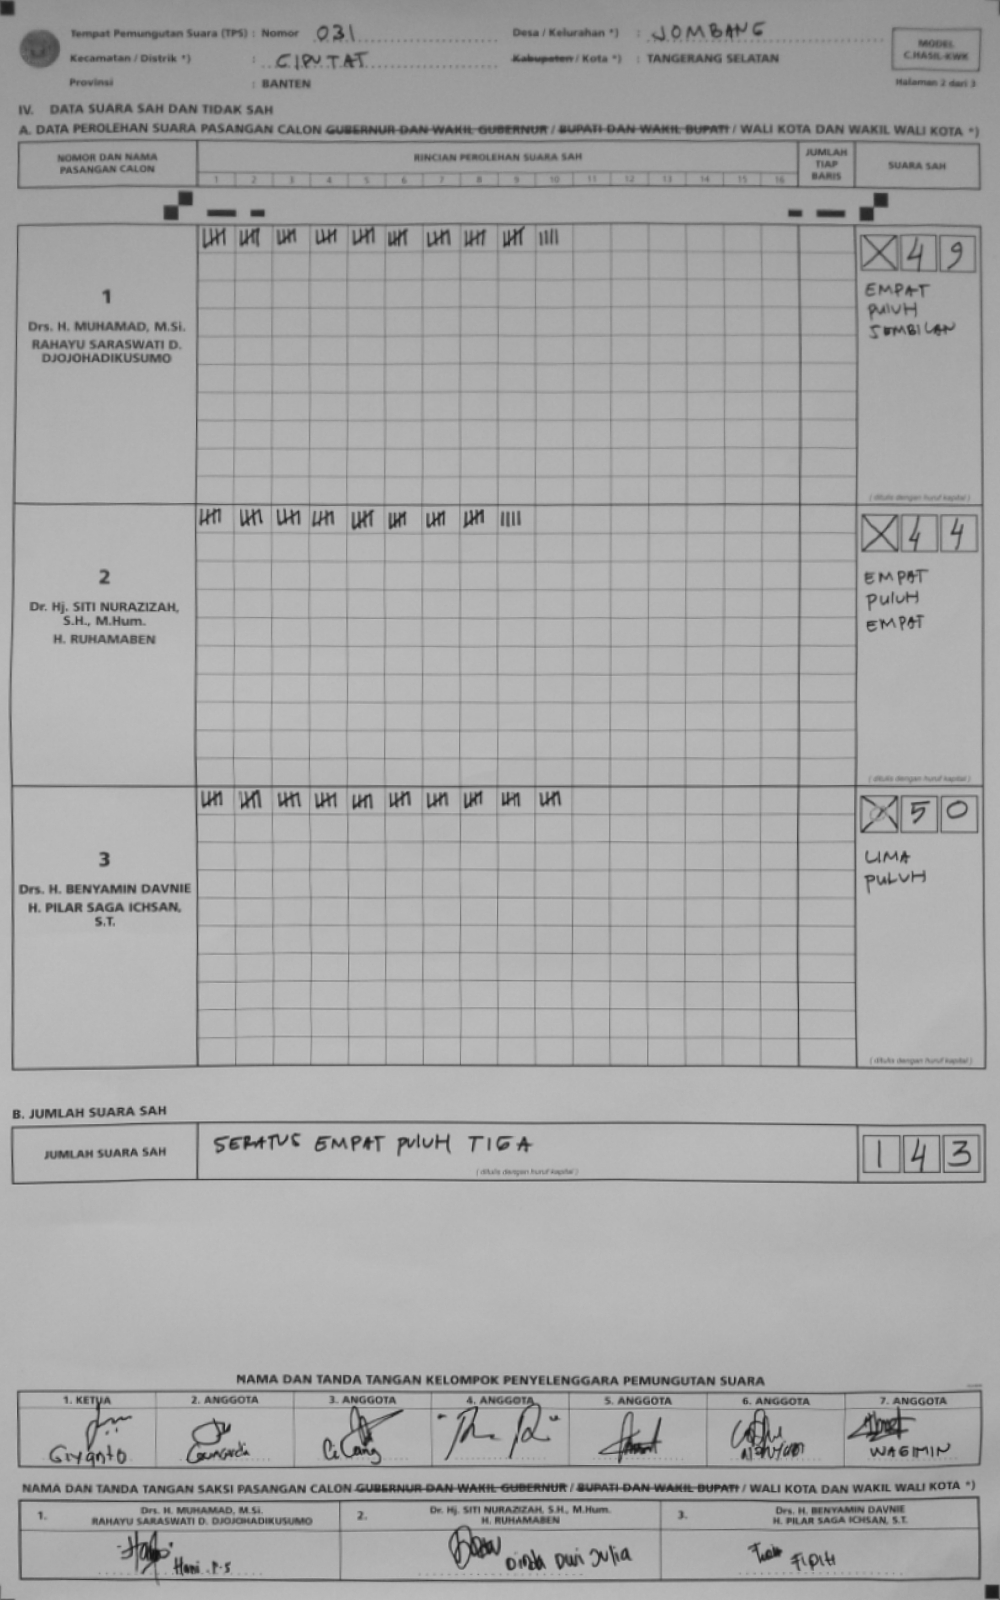 Tempat Pemungutan Suara (TPS) : Nomor 031 Desa / Kelurahan *) : JOMBANG
Kecamatan / Distrik *) : CIPUTAT Kabupaten / Kota *) : TANGERANG SELATAN
Provinsi : BANTEN
MODEL
C.HASIL-KWK
Halaman 2 dari 3
IV. DATA SUARA SAH DAN TIDAK SAH
A. DATA PEROLEHAN SUARA PASANGAN CALON GUBERNUR DAN WAKIL GUBERNUR / BUPATI DAN WAKIL BUPATI / WALI KOTA DAN WAKIL WALI KOTA *)
NOMOR DAN NAMA PASANGAN CALON
RINCIAN PEROLEHAN SUARA SAH
1 2 3 4 5 6 7 8 9 10 11 12 13 14 15 16
JUMLAH TIAP BARIS
SUARA SAH
1
Drs. H. MUHAMAD, M.Si.
RAHAYU SARASWATI D.
DJOJOHADIKUSUMO
X 4 9
EMPAT
PULUH
SEMBILAN
( ditulis dengan huruf kapital )
2
Dr. Hj. SITI NURAZIZAH,
S.H., M.Hum.
H. RUHAMABEN
X 4 4
EMPAT
PULUH
EMPAT
( ditulis dengan huruf kapital )
3
Drs. H. BENYAMIN DAVNIE
H. PILAR SAGA ICHSAN,
S.T.
X 5 0
LIMA
PULUH
( ditulis dengan huruf kapital )
B. JUMLAH SUARA SAH
JUMLAH SUARA SAH SERATUS EMPAT PULUH TIGA 1 4 3
( ditulis dengan huruf kapital )
NAMA DAN TANDA TANGAN KELOMPOK PENYELENGGARA PEMUNGUTAN SUARA
1. KETUA 2. ANGGOTA 3. ANGGOTA 4. ANGGOTA 5. ANGGOTA 6. ANGGOTA 7. ANGGOTA
Giyanto WAGIMIN
NAMA DAN TANDA TANGAN SAKSI PASANGAN CALON GUBERNUR DAN WAKIL GUBERNUR / BUPATI DAN WAKIL BUPATI / WALI KOTA DAN WAKIL WALI KOTA *)
1. Drs. H. MUHAMAD, M.Si.
RAHAYU SARASWATI D. DJOJOHADIKUSUMO
2. Dr. Hj. SITI NURAZIZAH, S.H., M.Hum.
H. RUHAMABEN
3. Drs. H. BENYAMIN DAVNIE
H. PILAR SAGA ICHSAN, S.T.
Hani .P.S Dinda Dwi Julia